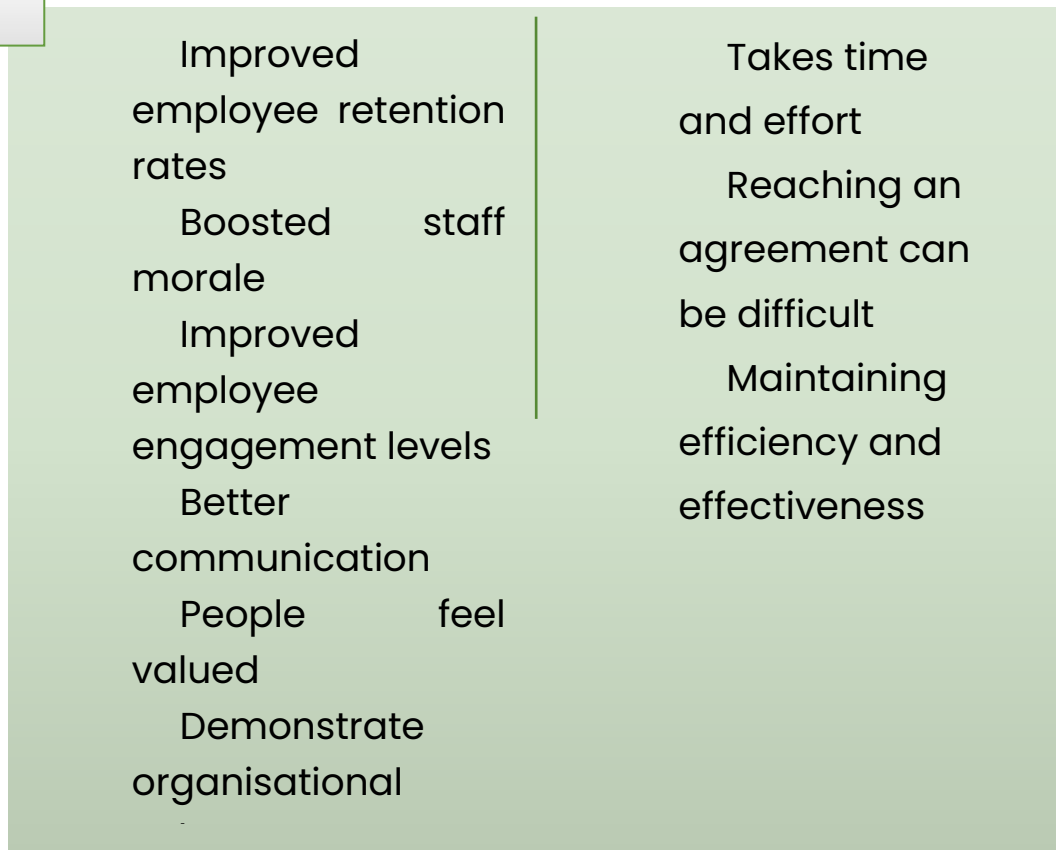 Improved
employee retention
rates
Boosted staff
morale
Improved
employee
engagement levels
Better
communication
People feel
valued
Demonstrate
organisational
Takes time
and effort
Reaching an
agreement can
be difficult
Maintaining
efficiency and
effectiveness